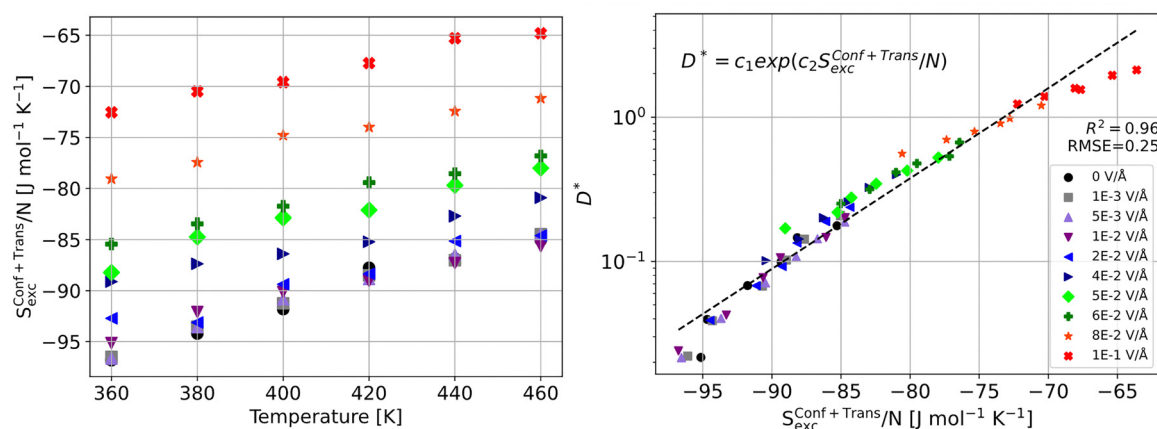 S_exc^Conf+Trans/N [J mol⁻¹ K⁻¹]
−65
−70
−75
−80
−85
−90
−95
360 380 400 420 440 460
Temperature [K]
D* = c₁exp(c₂S_exc^Conf+Trans/N)
D*
10⁰
10⁻¹
R² = 0.96
RMSE=0.25
0 V/Å
1E-3 V/Å
5E-3 V/Å
1E-2 V/Å
2E-2 V/Å
4E-2 V/Å
5E-2 V/Å
6E-2 V/Å
8E-2 V/Å
1E-1 V/Å
−95 −90 −85 −80 −75 −70 −65
S_exc^Conf+Trans/N [J mol⁻¹ K⁻¹]